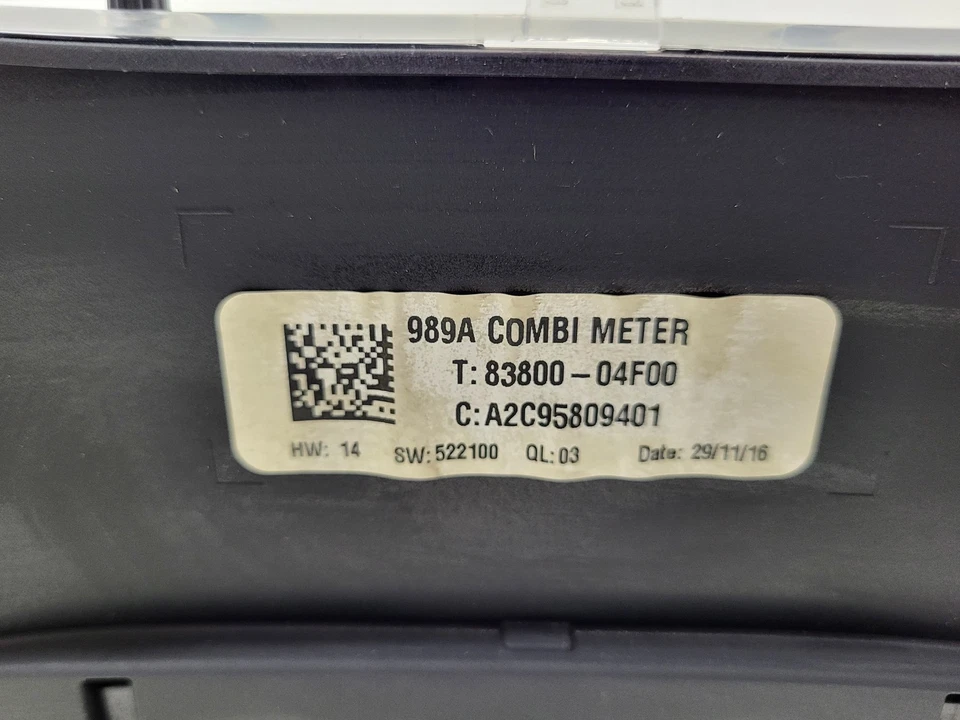 989A COMBI METER
T: 83800-04F00
C: A2C95809401
HW: 14 SW: 522100 QL: 03 Date: 29/11/16